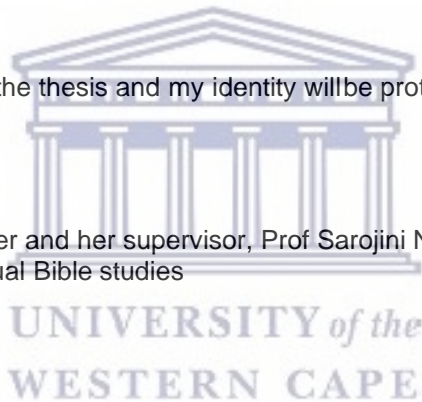 the thesis and my identity willbe prot
er and her supervisor, Prof Sarojini N
ual Bible studies
UNIVERSITY of the
WESTERN CAPE